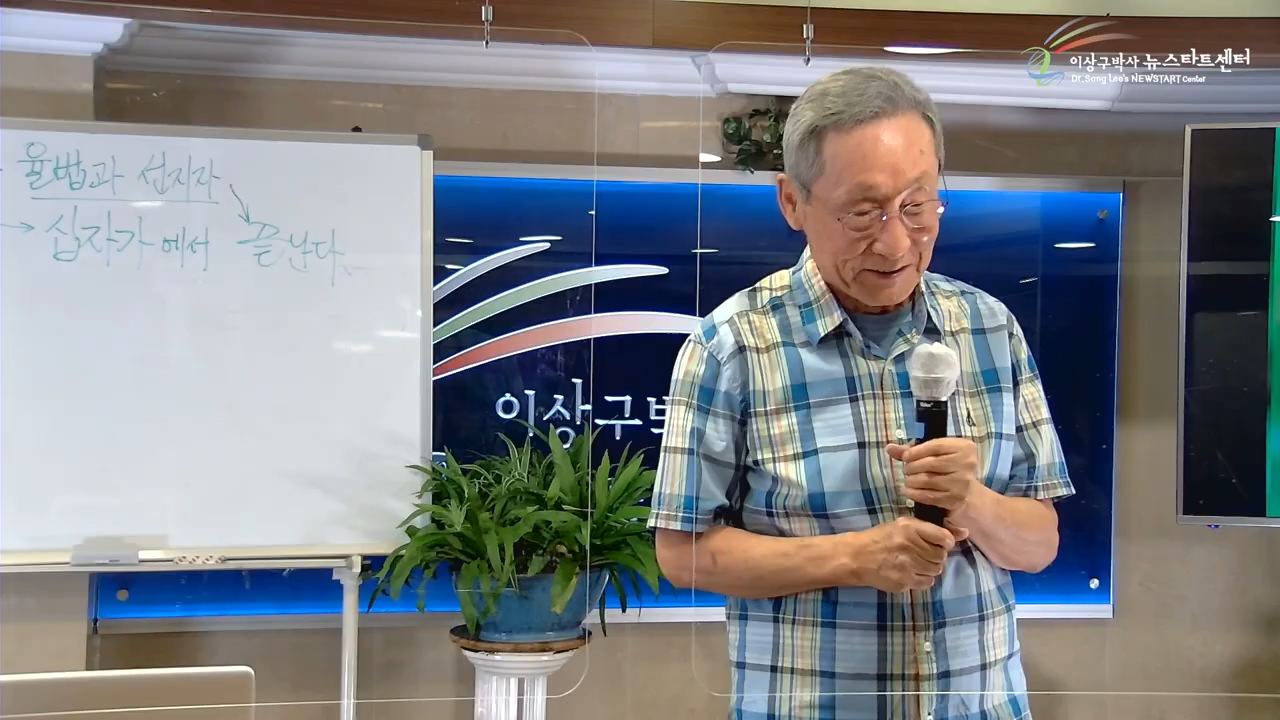 이상구박사 뉴스타트센터
Dr. Sang Lee's NEWSTART Center
율법과 선지자
→ 십자가에서 끝난다.
이상구박